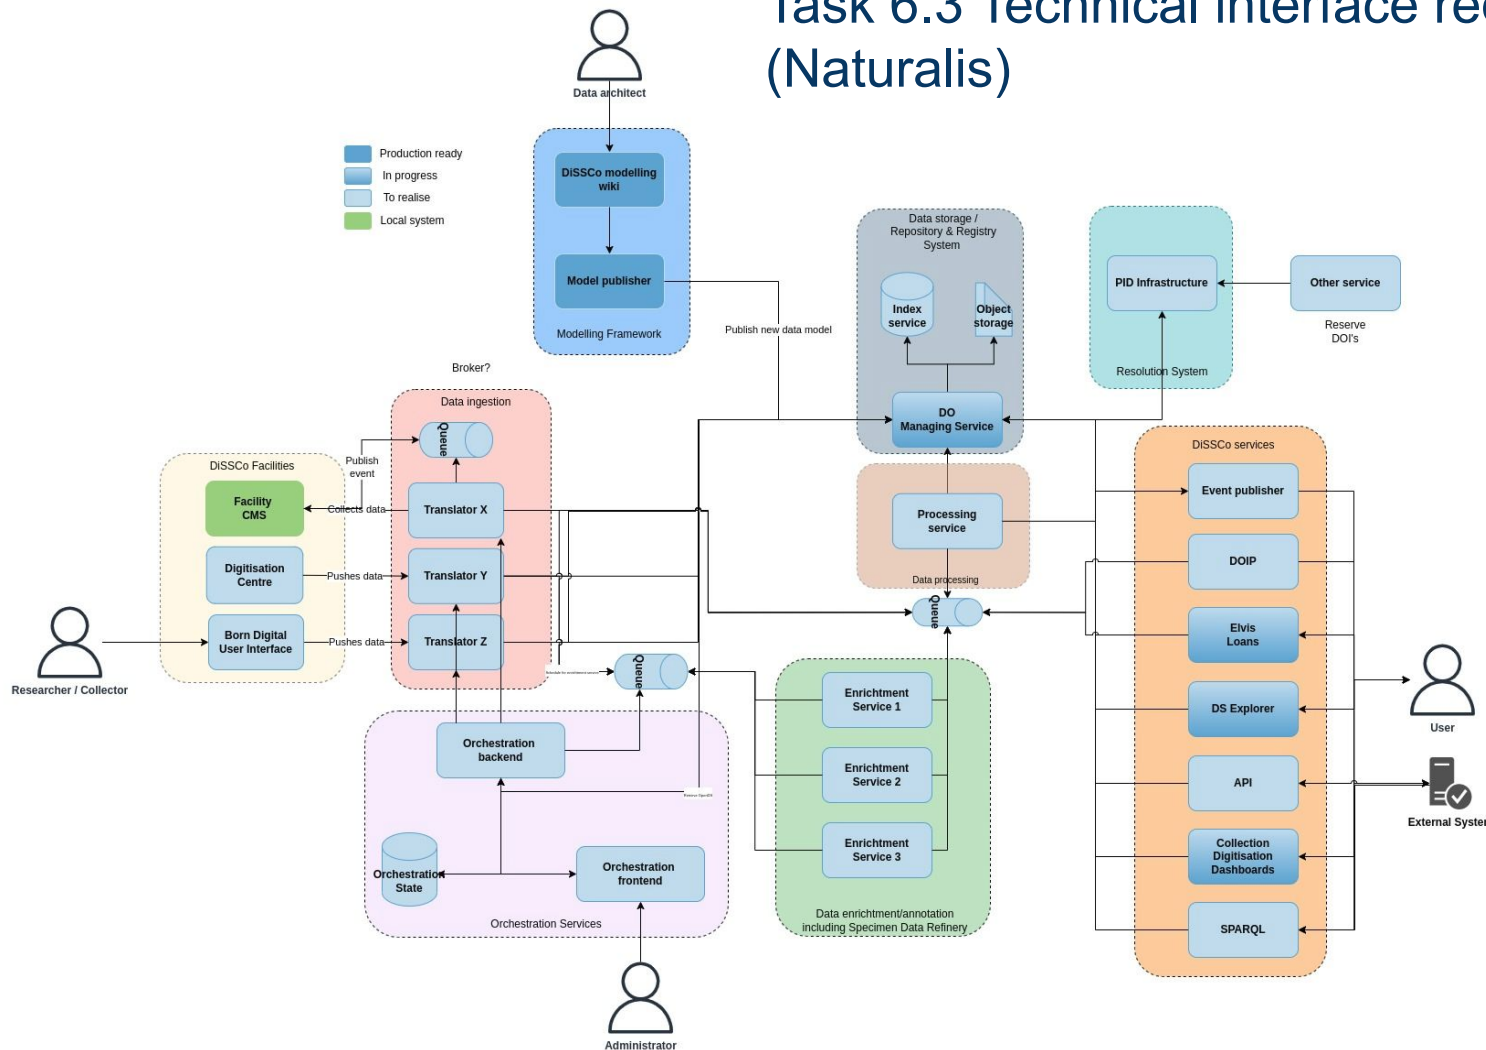 Task 6.3 Technical interface
(Naturalis)
Data architect
Production ready
In progress
To realise
Local system
DiSSCo modelling
wiki
Model publisher
Modelling Framework
Publish new data model
Data storage /
Repository & Registry
System
Index
service
Object
storage
DO
Managing Service
PID Infrastructure
Resolution System
Other service
Reserve
DOI's
Broker?
Data ingestion
Queue
Publish
event
DiSSCo Facilities
Facility
CMS
Collects data
Translator X
Digitisation
Centre
Pushes data
Translator Y
Born Digital
User Interface
Pushes data
Translator Z
Researcher / Collector
Processing
service
Data processing
Queue
Queue
Orchestration
backend
Orchestration
State
Orchestration
frontend
Orchestration Services
Administrator
Enrichtment
Service 1
Enrichtment
Service 2
Enrichtment
Service 3
Data enrichment/annotation
including Specimen Data Refinery
DiSSCo services
Event publisher
DOIP
Elvis
Loans
DS Explorer
API
Collection
Digitisation
Dashboards
SPARQL
User
External System